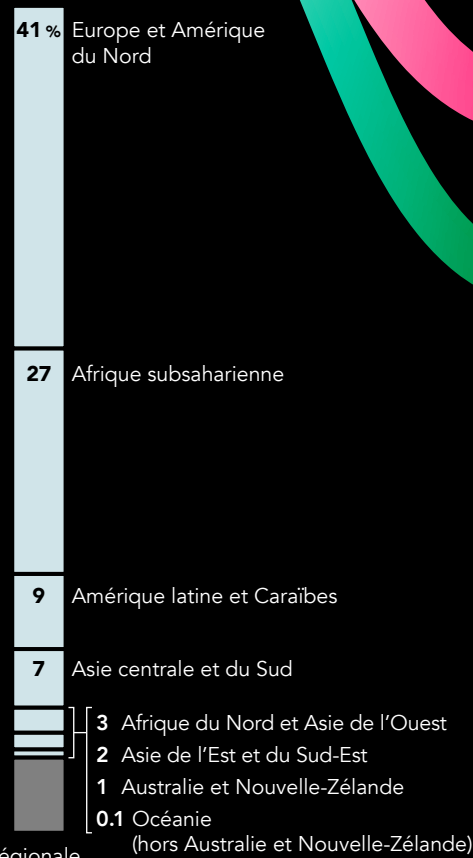 41 % Europe et Amérique
du Nord
27 Afrique subsaharienne
9 Amérique latine et Caraïbes
7 Asie centrale et du Sud
3 Afrique du Nord et Asie de l’Ouest
2 Asie de l’Est et du Sud-Est
1 Australie et Nouvelle-Zélande
0.1 Océanie
(hors Australie et Nouvelle-Zélande)